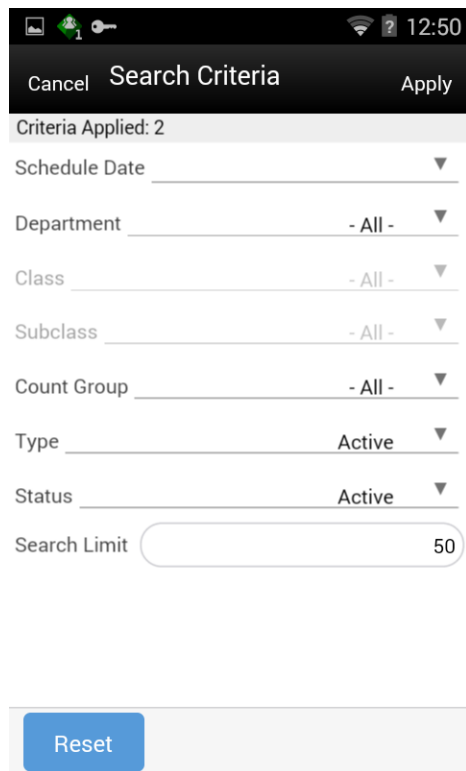 1 ? 12:50
Cancel Search Criteria Apply
Criteria Applied: 2
Schedule Date
Department - All -
Class - All -
Subclass - All -
Count Group - All -
Type Active
Status Active
Search Limit 50
Reset